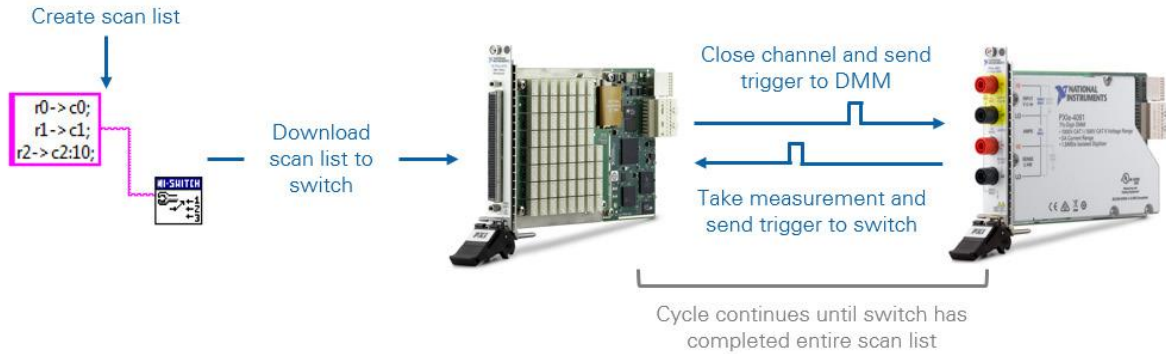 Create scan list
r0-> c0;
r1-> c1;
r2-> c2:10;
NI-SWITCH
Download
scan list to
switch
Close channel and send
trigger to DMM
Take measurement and
send trigger to switch
NATIONAL
INSTRUMENTS
PXIe-4081
Cycle continues until switch has
completed entire scan list